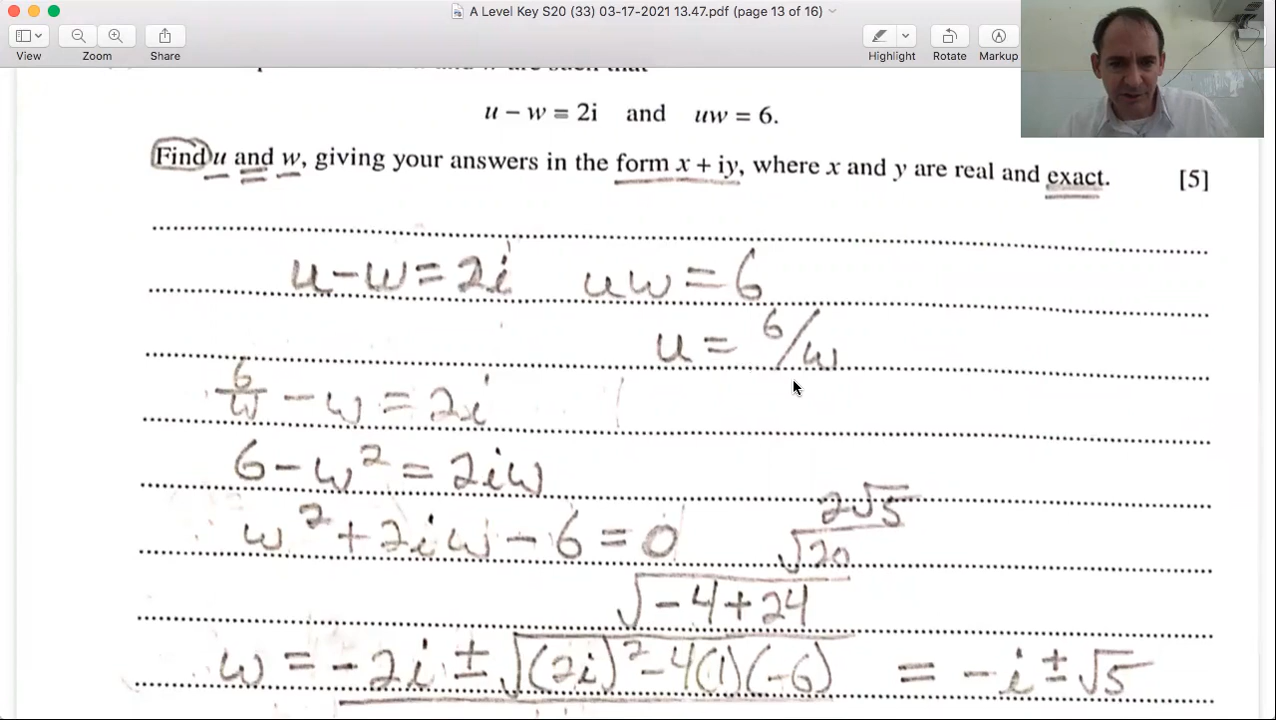 A Level Key S20 (33) 03-17-2021 13.47.pdf (page 13 of 16)
View Zoom Share Highlight Rotate Markup
u − w = 2i and uw = 6.
Find u and w, giving your answers in the form x + iy, where x and y are real and exact. [5]
u − w = 2i uw = 6
u = 6/w
6/w − w = 2i
6 − w² = 2iw
w² + 2iw − 6 = 0
2√5
√20
√−4+24
w = −2i ± √(2i)² − 4(1)(−6) = −i ± √5